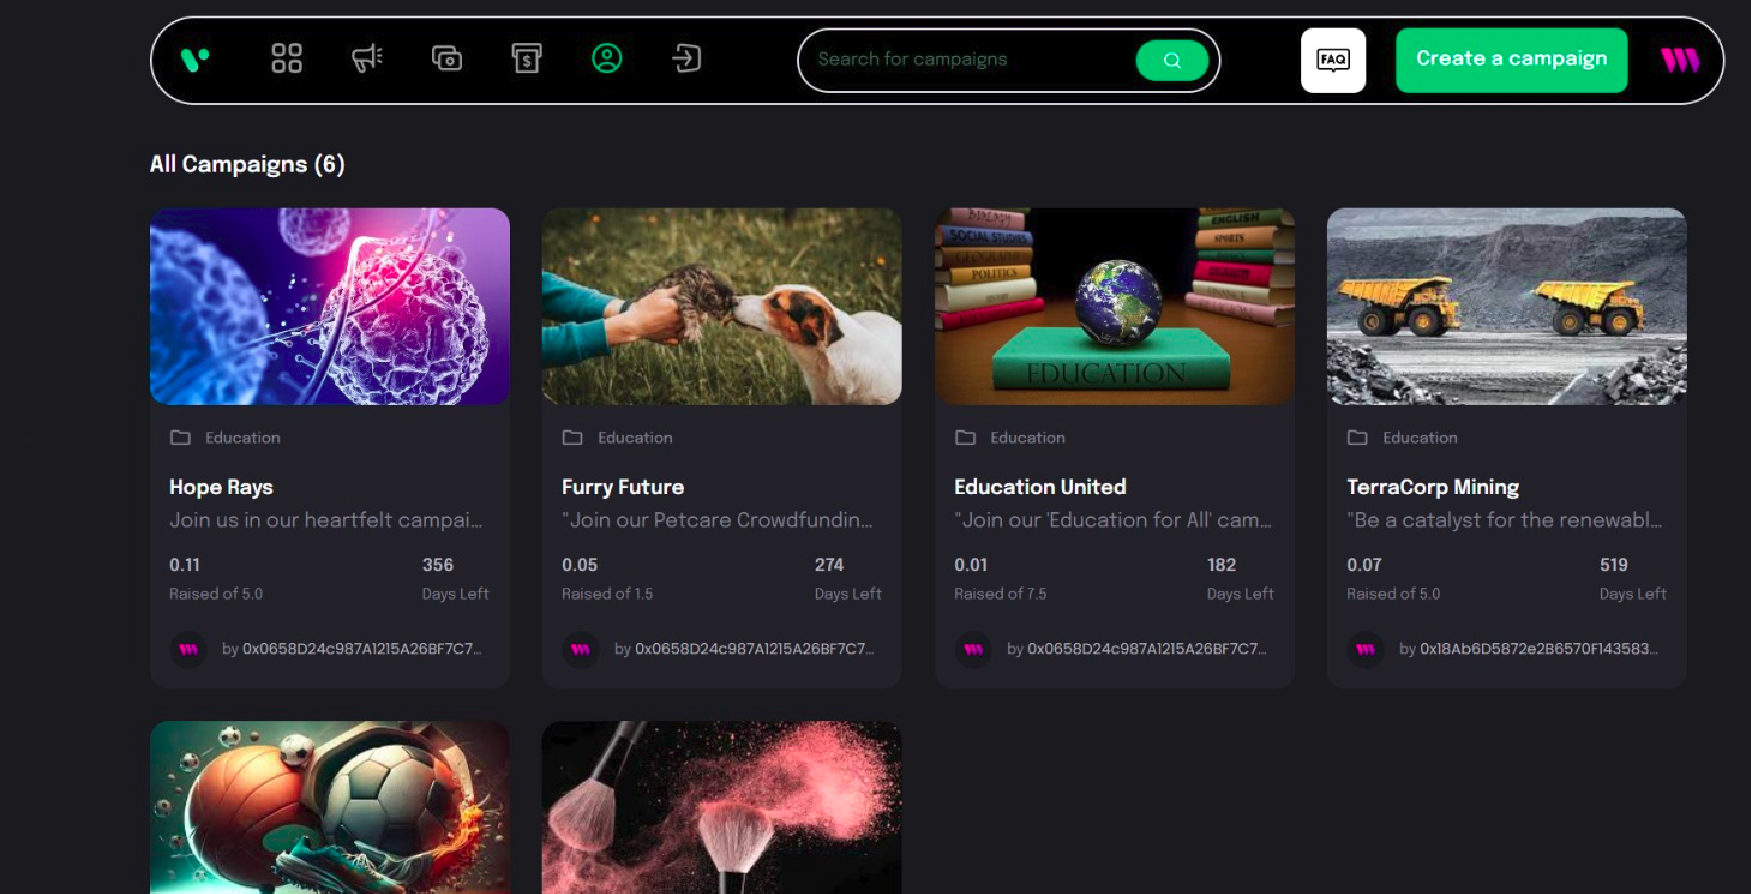 Search for campaigns
FAQ
Create a campaign
All Campaigns (6)
BIOLOGY
SOCIAL STUDIES
GEOGRAPHY
POLITICS
HISTORY
ENGLISH
SPORTS
EDUCATION
Education
Hope Rays
Join us in our heartfelt campai...
0.11
356
Raised of 5.0
Days Left
by 0x0658D24c987A1215A26BF7C7...
Education
Furry Future
"Join our Petcare Crowdfundin...
0.05
274
Raised of 1.5
Days Left
by 0x0658D24c987A1215A26BF7C7...
Education
Education United
"Join our 'Education for All' cam...
0.01
182
Raised of 7.5
Days Left
by 0x0658D24c987A1215A26BF7C7...
Education
TerraCorp Mining
"Be a catalyst for the renewabl...
0.07
519
Raised of 5.0
Days Left
by 0x18Ab6D5872e2B6570F143583...